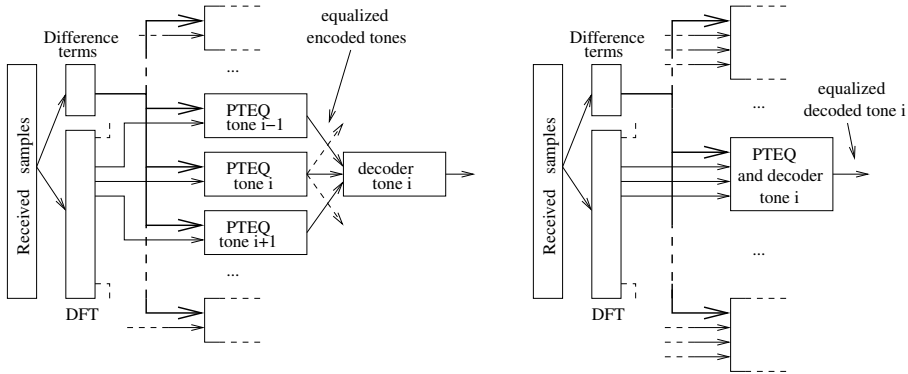 equalized
encoded tones
Difference
terms
...
PTEQ
tone i−1
PTEQ
tone i
PTEQ
tone i+1
...
decoder
tone i
Received samples
DFT
Difference
terms
...
equalized
decoded tone i
PTEQ
and decoder
tone i
...
Received samples
DFT